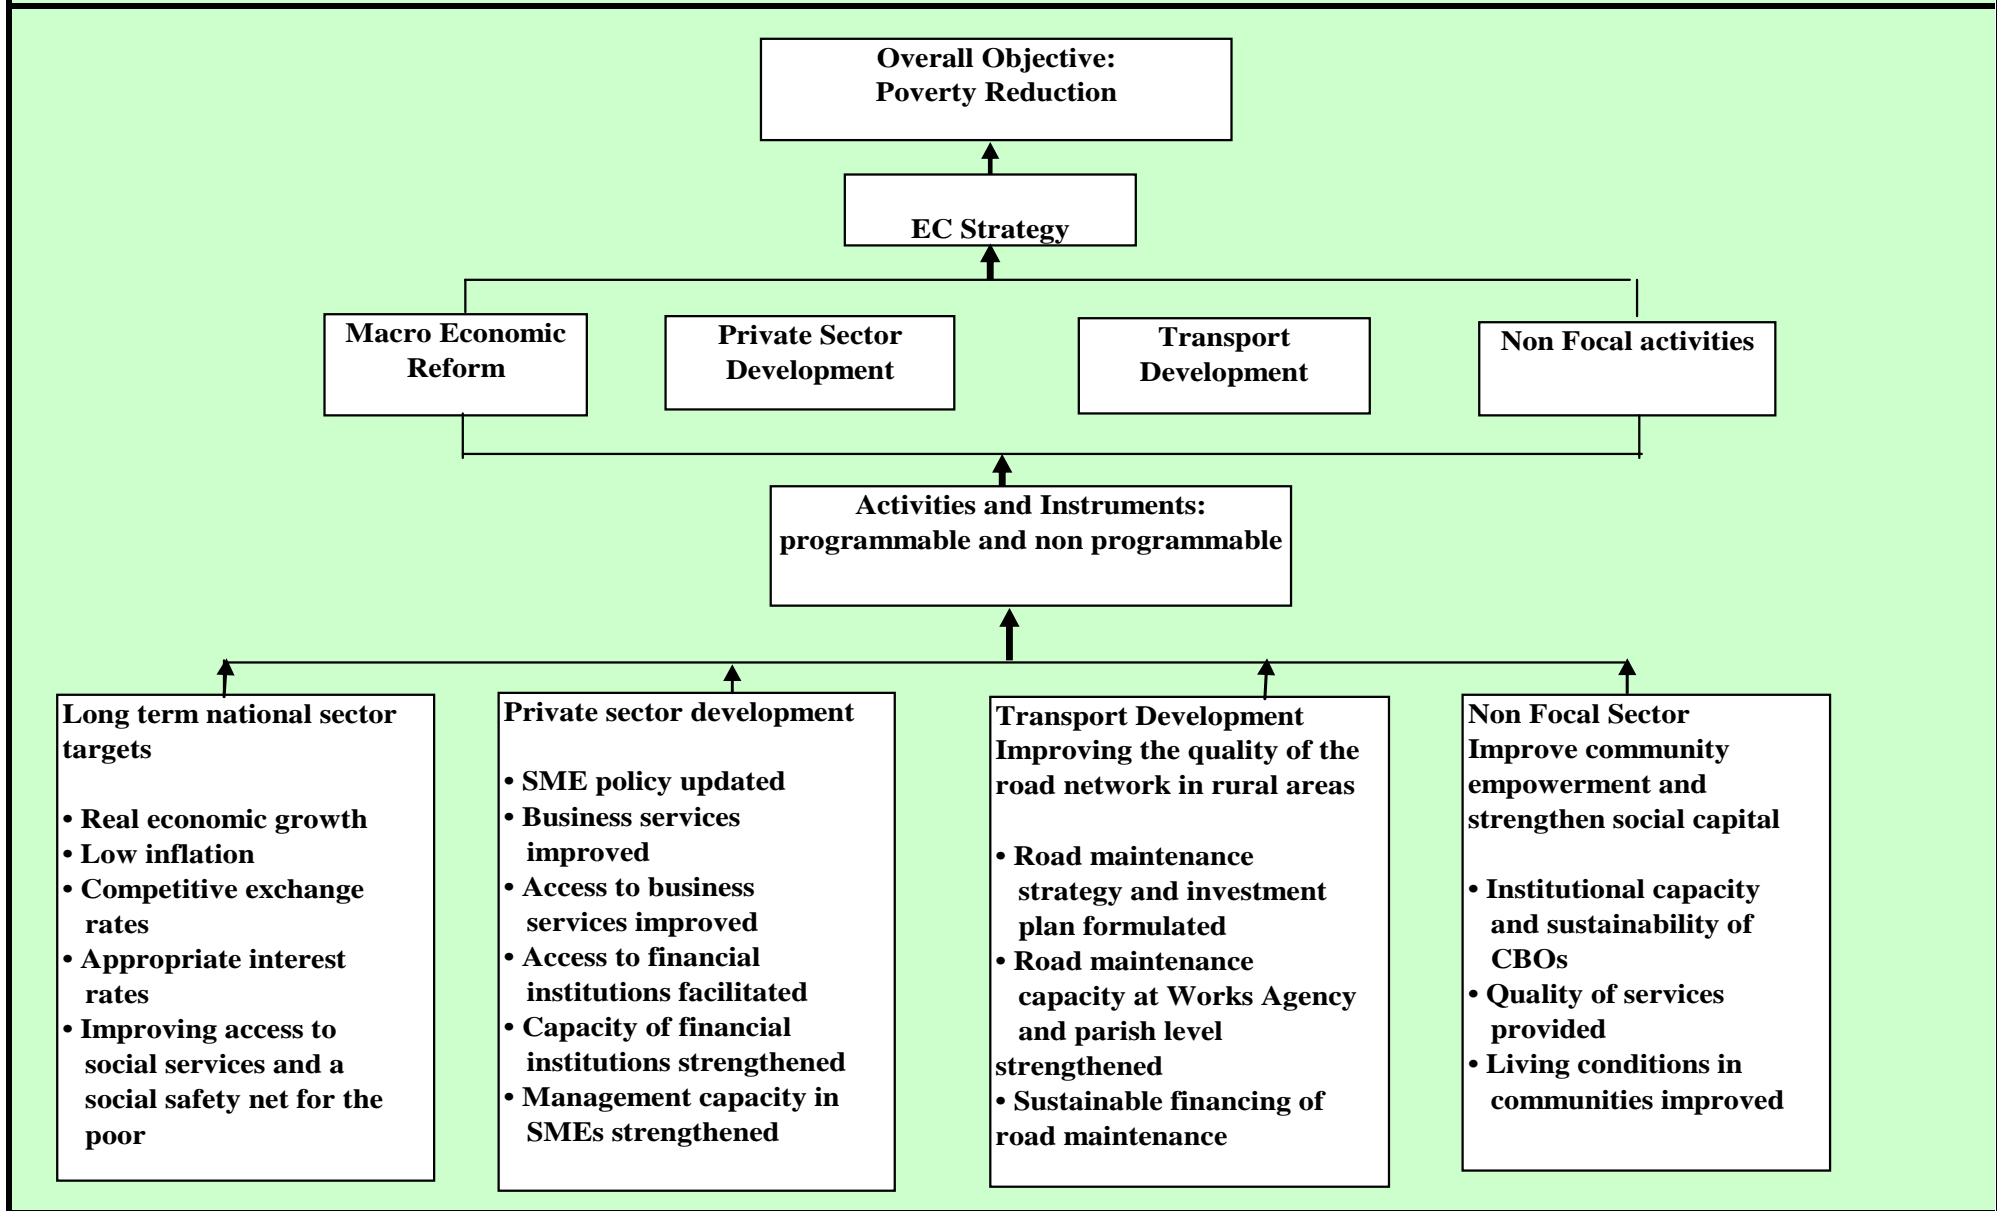 Overall Objective:
Poverty Reduction
EC Strategy
Macro Economic
Reform
Private Sector
Development
Transport
Development
Non Focal activities
Activities and Instruments:
programmable and non programmable
Long term national sector
targets
• Real economic growth
• Low inflation
• Competitive exchange
rates
• Appropriate interest
rates
• Improving access to
social services and a
social safety net for the
poor
Private sector development
• SME policy updated
• Business services
improved
• Access to business
services improved
• Access to financial
institutions facilitated
• Capacity of financial
institutions strengthened
• Management capacity in
SMEs strengthened
Transport Development
Improving the quality of the
road network in rural areas
• Road maintenance
strategy and investment
plan formulated
• Road maintenance
capacity at Works Agency
and parish level
strengthened
• Sustainable financing of
road maintenance
Non Focal Sector
Improve community
empowerment and
strengthen social capital
• Institutional capacity
and sustainability of
CBOs
• Quality of services
provided
• Living conditions in
communities improved